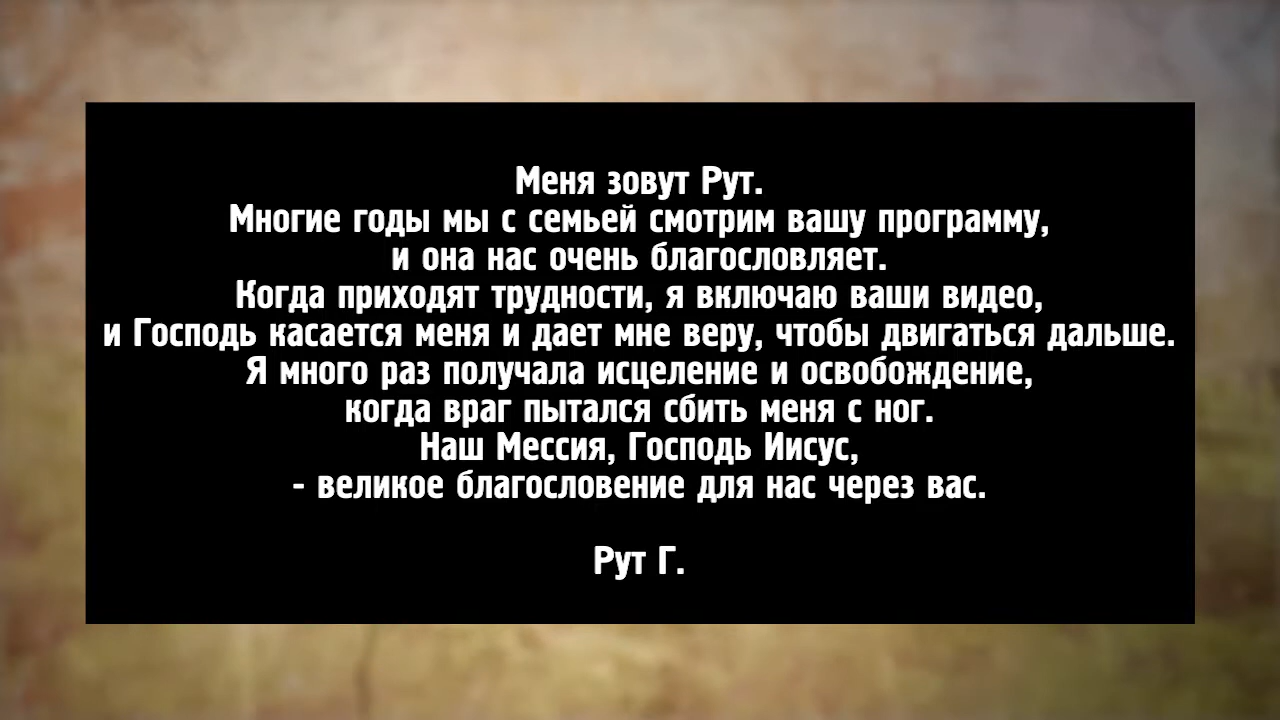 Меня зовут Рут.
Многие годы мы с семьей смотрим вашу программу,
и она нас очень благословляет.
Когда приходят трудности, я включаю ваши видео,
и Господь касается меня и дает мне веру, чтобы двигаться дальше.
Я много раз получала исцеление и освобождение,
когда враг пытался сбить меня с ног.
Наш Мессия, Господь Иисус,
- великое благословение для нас через вас.
Рут Г.